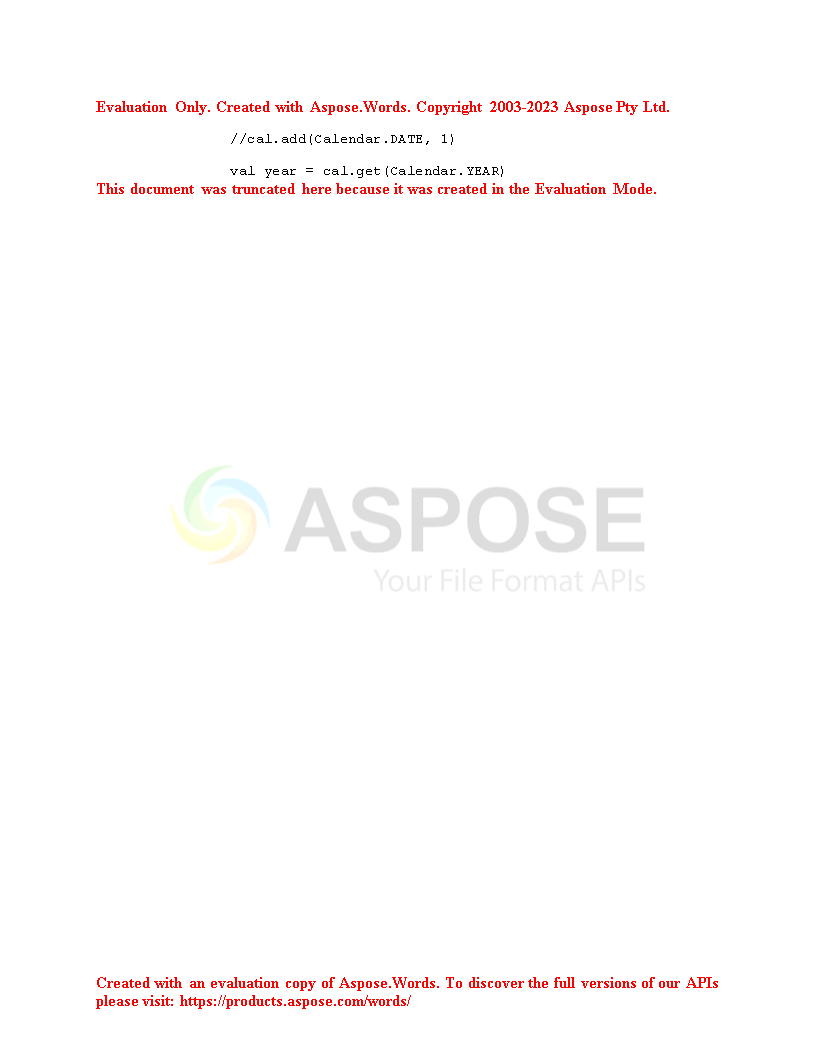 Evaluation Only. Created with Aspose.Words. Copyright 2003-2023 Aspose Pty Ltd.
//cal.add(Calendar.DATE, 1)
val year = cal.get(Calendar.YEAR)
This document was truncated here because it was created in the Evaluation Mode.
ASPOSE
Your File Format APIs
Created with an evaluation copy of Aspose.Words. To discover the full versions of our APIs
please visit: https://products.aspose.com/words/